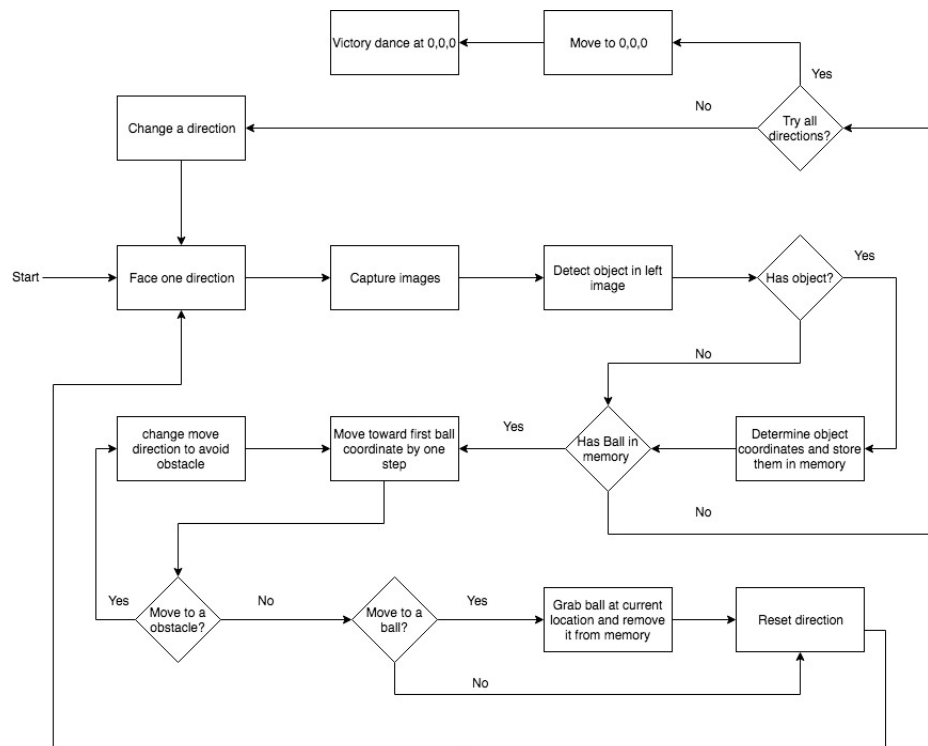 Victory dance at 0,0,0
Move to 0,0,0
Yes
No
Try all
directions?
Change a direction
Start
Face one direction
Capture images
Detect object in left
image
Has object?
Yes
No
change move
direction to avoid
obstacle
Move toward first ball
coordinate by one
step
Yes
Has Ball in
memory
Determine object
coordinates and store
them in memory
No
Yes
Move to a
obstacle?
No
Move to a
ball?
Yes
Grab ball at current
location and remove
it from memory
Reset direction
No